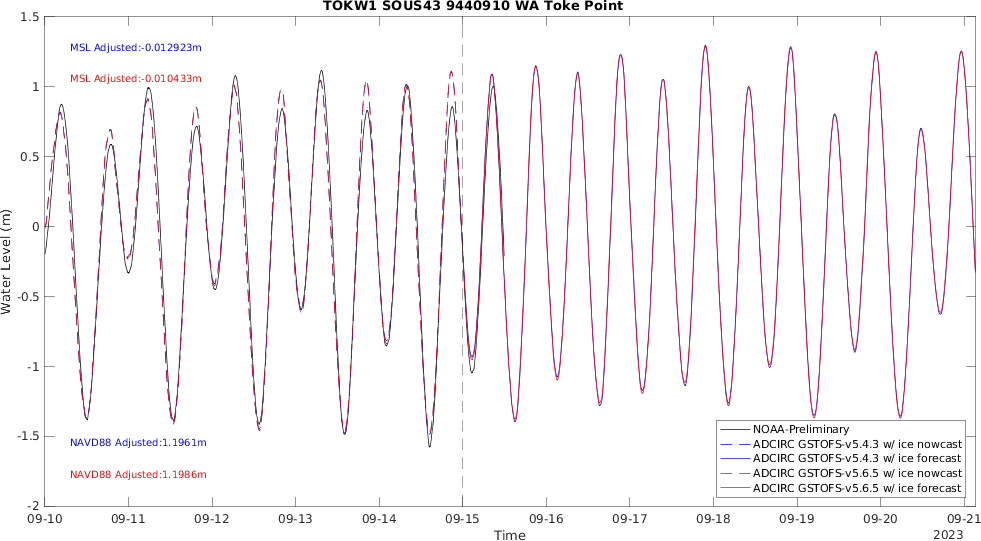 TOKW1 SOUS43 9440910 WA Toke Point
1.5
1
0.5
0
-0.5
-1
-1.5
-2
Water Level (m)
MSL Adjusted:-0.012923m
MSL Adjusted:-0.010433m
NAVD88 Adjusted:1.1961m
NAVD88 Adjusted:1.1986m
NOAA-Preliminary
ADCIRC GSTOFS-v5.4.3 w/ ice nowcast
ADCIRC GSTOFS-v5.4.3 w/ ice forecast
ADCIRC GSTOFS-v5.6.5 w/ ice nowcast
ADCIRC GSTOFS-v5.6.5 w/ ice forecast
09-10 09-11 09-12 09-13 09-14 09-15 09-16 09-17 09-18 09-19 09-20 09-21
Time
2023